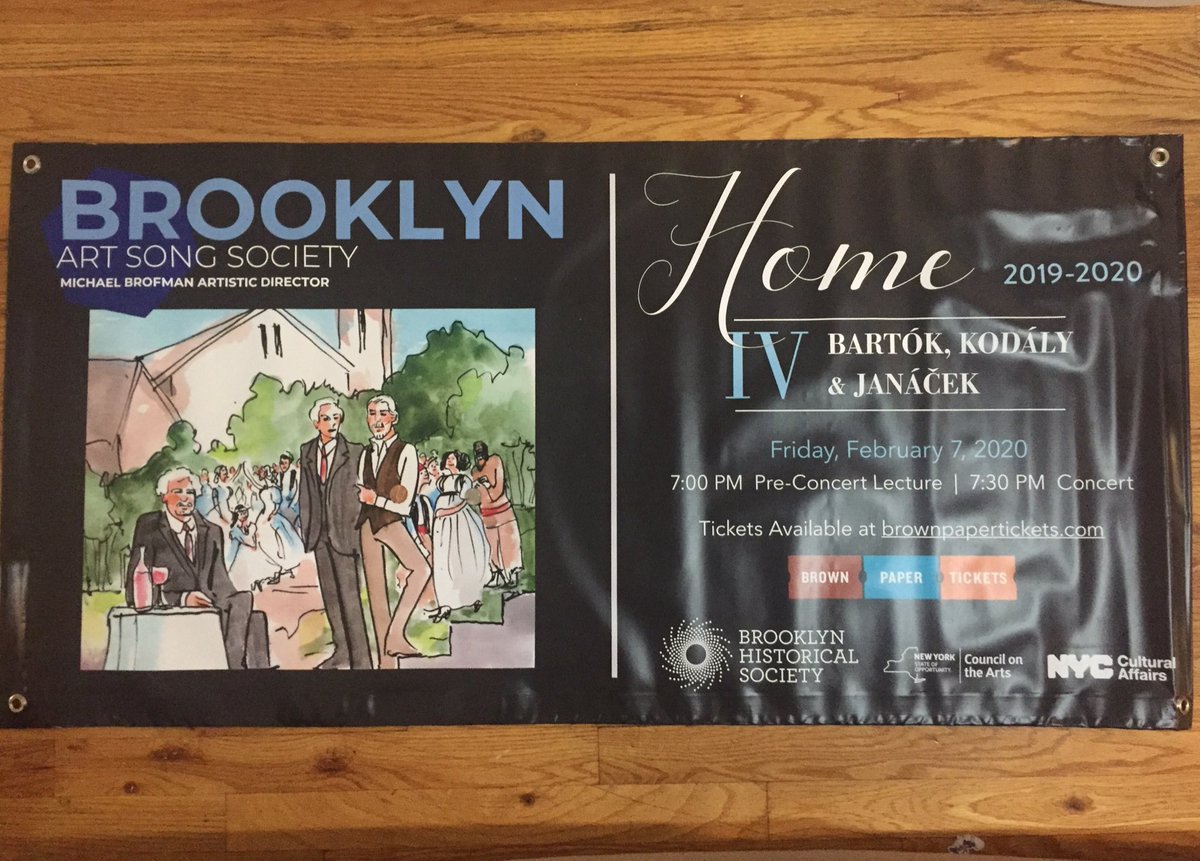 BROOKLYN
ART SONG SOCIETY
MICHAEL BROFMAN ARTISTIC DIRECTOR
Home 2019-2020
IV BARTÓK, KODÁLY
& JANÁČEK
Friday, February 7, 2020
7:00 PM Pre-Concert Lecture | 7:30 PM Concert
Tickets Available at brownpapertickets.com
BROWN PAPER TICKETS
BROOKLYN
HISTORICAL
SOCIETY
NEW YORK
STATE OF
OPPORTUNITY.
Council on
the Arts
NYC Cultural
Affairs